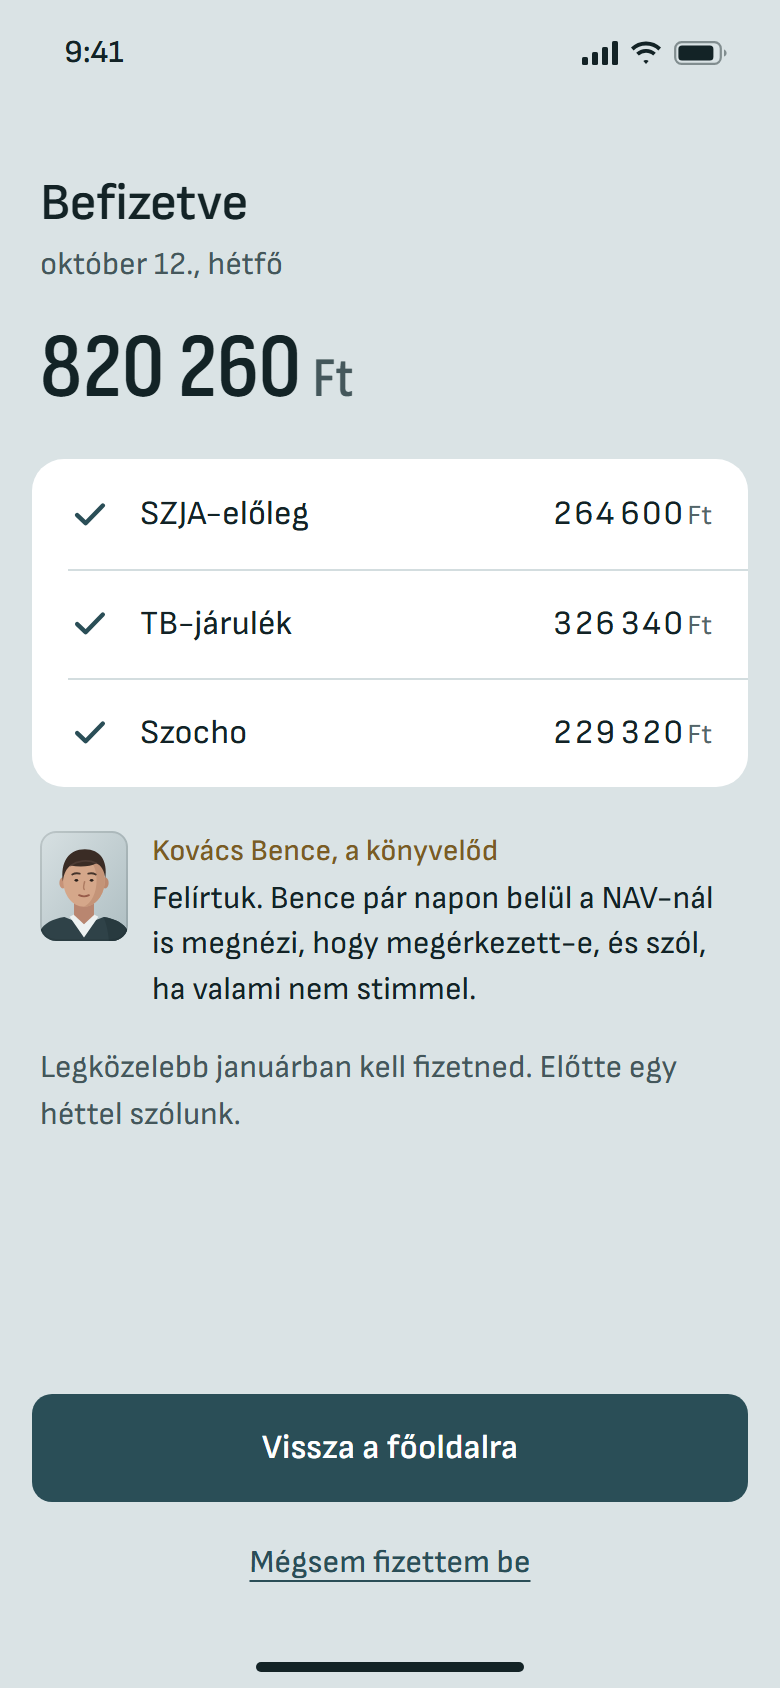 9:41
Befizetve
október 12., hétfő
820 260 Ft
SZJA-előleg 264 600 Ft
TB-járulék 326 340 Ft
Szocho 229 320 Ft
Kovács Bence, a könyvelőd
Felírtuk. Bence pár napon belül a NAV-nál
is megnézi, hogy megérkezett-e, és szól,
ha valami nem stimmel.
Legközelebb januárban kell fizetned. Előtte egy
héttel szólunk.
Vissza a főoldalra
Mégsem fizettem be